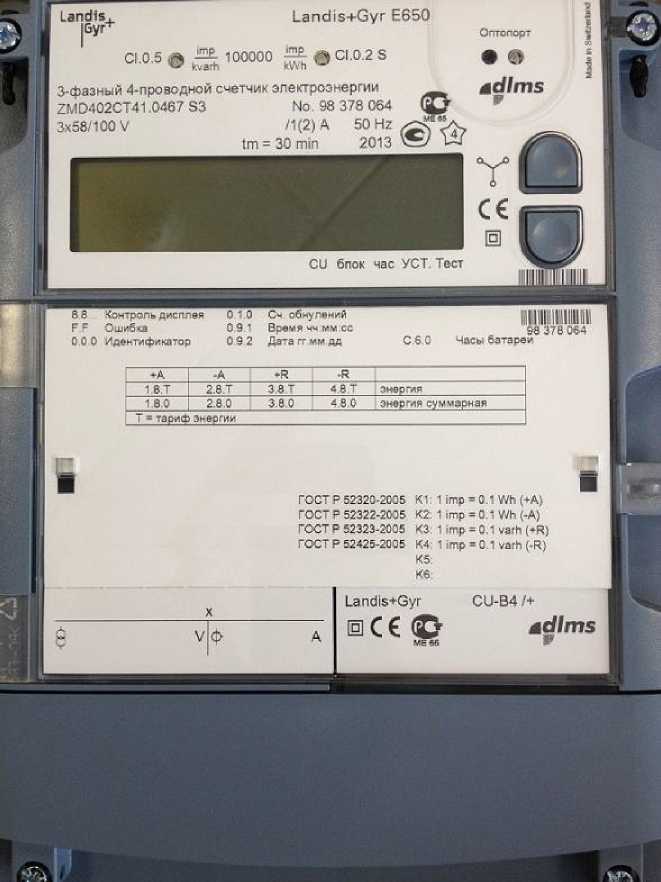 Landis+Gyr+
Landis+Gyr E650
Оптопорт
Made in Switzerland
Cl.0.5 imp/kvarh 100000 imp/kWh Cl.0.2 S
dlms
3-фазный 4-проводной счетчик электроэнергии
ZMD402CT41.0467 S3 No. 98 378 064
ME 65
3x58/100 V /1(2) A 50 Hz
4
tm = 30 min 2013
CE
CU блок час УСТ. Тест
8.8... Контроль дисплея 0.1.0 Сч. обнулений
F.F Ошибка 0.9.1 Время чч.мм.сс
98 378 064
0.0.0 Идентификатор 0.9.2 Дата гг.мм.дд C.6.0 Часы батареи
+A -A +R -R
1.8.T 2.8.T 3.8.T 4.8.T энергия
1.8.0 2.8.0 3.8.0 4.8.0 энергия суммарная
T = тариф энергии
ГОСТ Р 52320-2005 K1: 1 imp = 0.1 Wh (+A)
ГОСТ Р 52322-2005 K2: 1 imp = 0.1 Wh (-A)
ГОСТ Р 52323-2005 K3: 1 imp = 0.1 varh (+R)
ГОСТ Р 52425-2005 K4: 1 imp = 0.1 varh (-R)
K5:
K6:
x
V A
Landis+Gyr CU-B4 /+
CE
ME 65
dlms